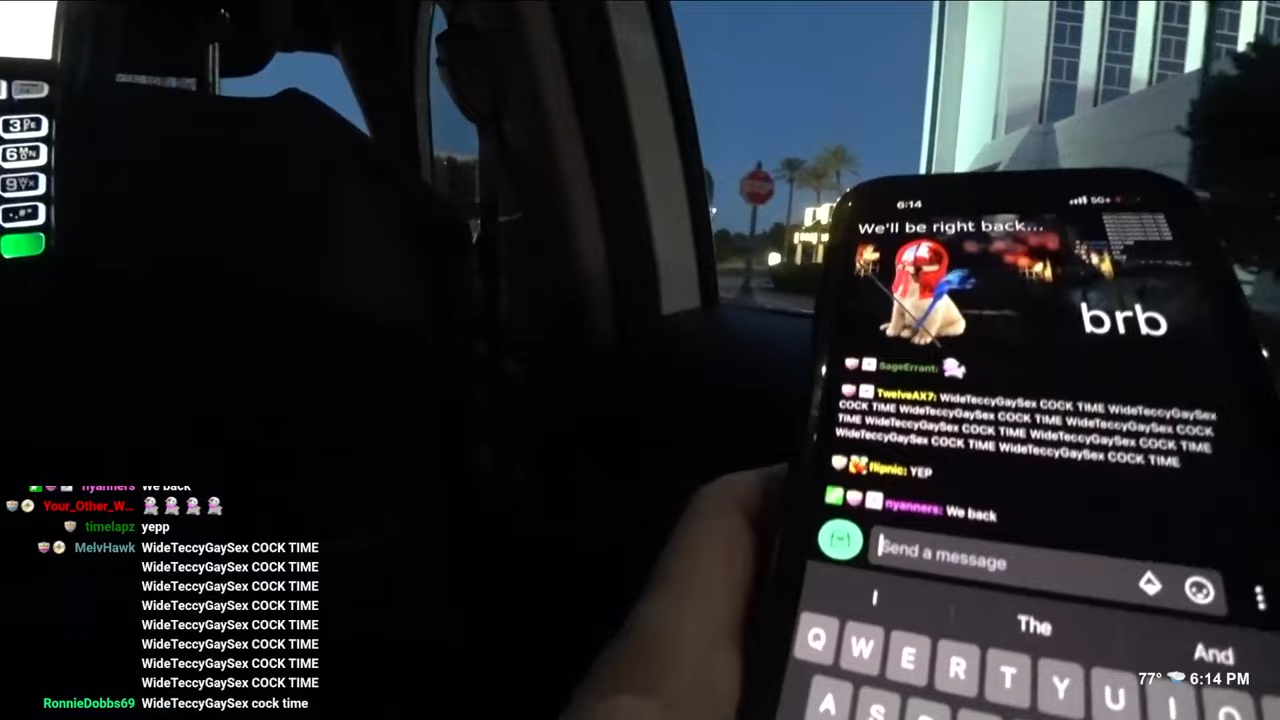 3
6
9
6:14
5G+
We'll be right back...
brb
SageErrant:
TwelveAX7: WideTeccyGaySex COCK TIME WideTeccyGaySex
COCK TIME WideTeccyGaySex COCK TIME WideTeccyGaySex COCK
TIME WideTeccyGaySex COCK TIME WideTeccyGaySex COCK TIME
WideTeccyGaySex COCK TIME WideTeccyGaySex COCK TIME
flipnic: YEP
nyanners: We back
Send a message
I The And
Q W E R T Y U I O
A S
nyanners We back
Your_Other_W...
timelapz yepp
MelvHawk WideTeccyGaySex COCK TIME
WideTeccyGaySex COCK TIME
WideTeccyGaySex COCK TIME
WideTeccyGaySex COCK TIME
WideTeccyGaySex COCK TIME
WideTeccyGaySex COCK TIME
WideTeccyGaySex COCK TIME
WideTeccyGaySex COCK TIME
RonnieDobbs69 WideTeccyGaySex cock time
77° 6:14 PM